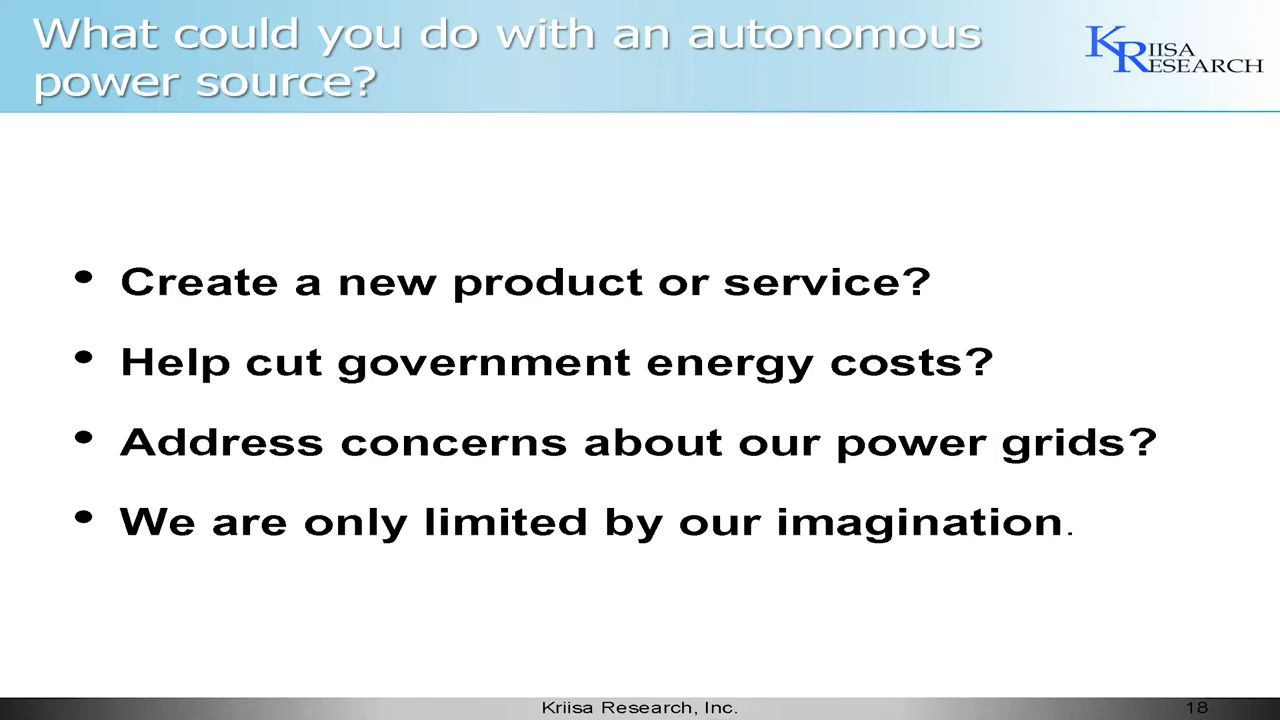 What could you do with an autonomous
power source?
KRIISA
RESEARCH
• Create a new product or service?
• Help cut government energy costs?
• Address concerns about our power grids?
• We are only limited by our imagination.
Kriisa Research, Inc.
18